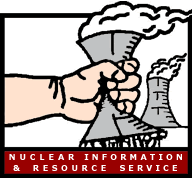 NUCLEAR INFORMATION
& RESOURCE SERVICE